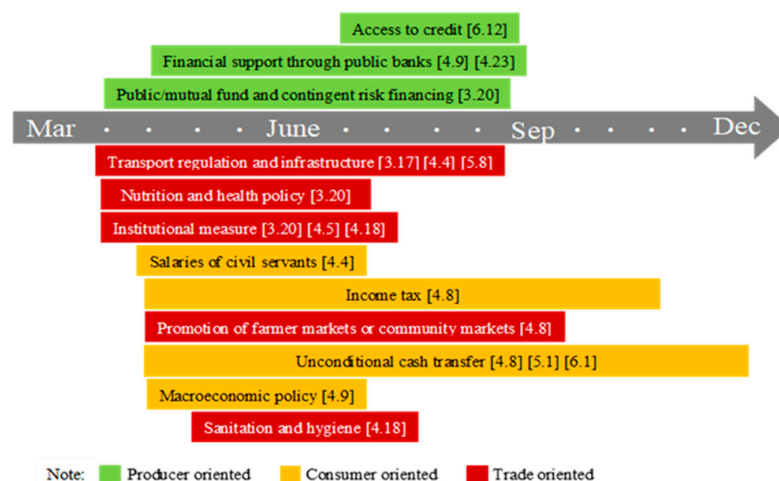 Access to credit [6.12]
Financial support through public banks [4.9] [4.23]
Public/mutual fund and contingent risk financing [3.20]
Mar June Sep Dec
Transport regulation and infrastructure [3.17] [4.4] [5.8]
Nutrition and health policy [3.20]
Institutional measure [3.20] [4.5] [4.18]
Salaries of civil servants [4.4]
Income tax [4.8]
Promotion of farmer markets or community markets [4.8]
Unconditional cash transfer [4.8] [5.1] [6.1]
Macroeconomic policy [4.9]
Sanitation and hygiene [4.18]
Note: Producer oriented Consumer oriented Trade oriented